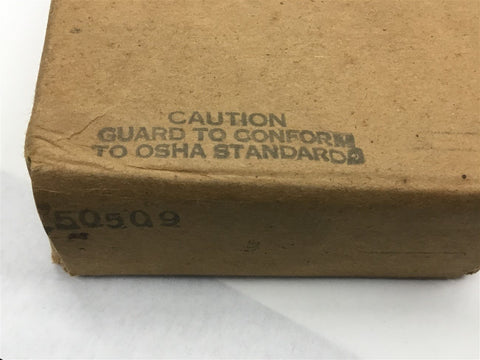 CAUTION
GUARD TO CONFORM
TO OSHA STANDARD
50509